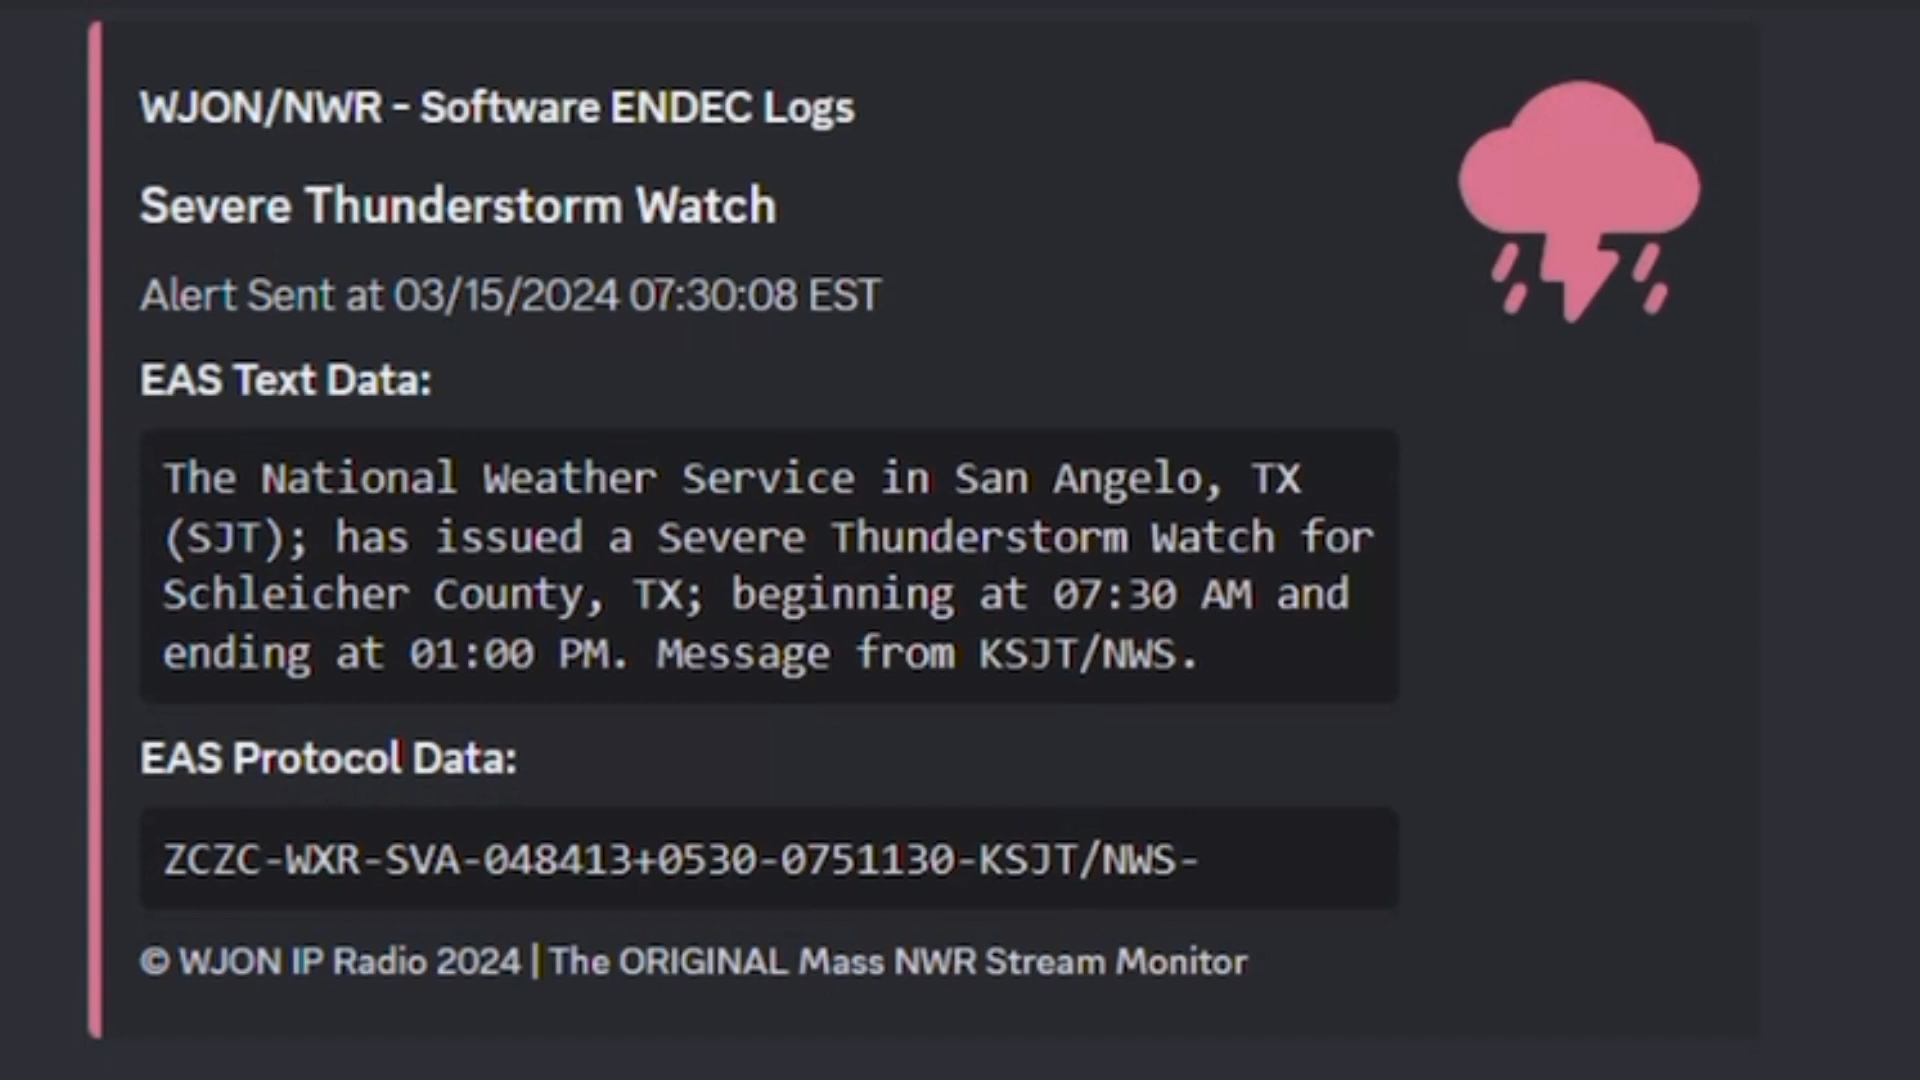 WJON/NWR - Software ENDEC Logs
Severe Thunderstorm Watch
Alert Sent at 03/15/2024 07:30:08 EST
EAS Text Data:
The National Weather Service in San Angelo, TX
(SJT); has issued a Severe Thunderstorm Watch for
Schleicher County, TX; beginning at 07:30 AM and
ending at 01:00 PM. Message from KSJT/NWS.
EAS Protocol Data:
ZCZC-WXR-SVA-048413+0530-0751130-KSJT/NWS-
© WJON IP Radio 2024 | The ORIGINAL Mass NWR Stream Monitor